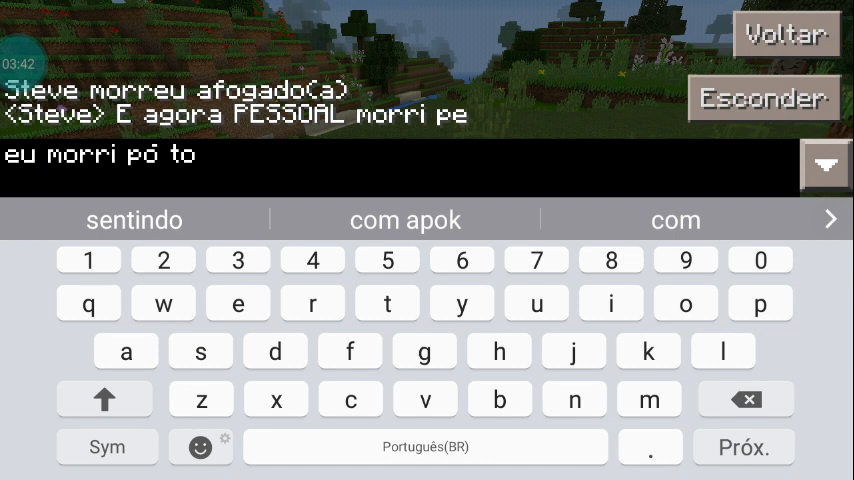 Voltar
03:42
Steve morreu afogado(a)
<Steve> E agora PESSOAL morri pe
Esconder
eu morri pó to
sentindo com apok com
1 2 3 4 5 6 7 8 9 0
q w e r t y u i o p
a s d f g h j k l
z x c v b n m
Sym Português(BR) . Próx.